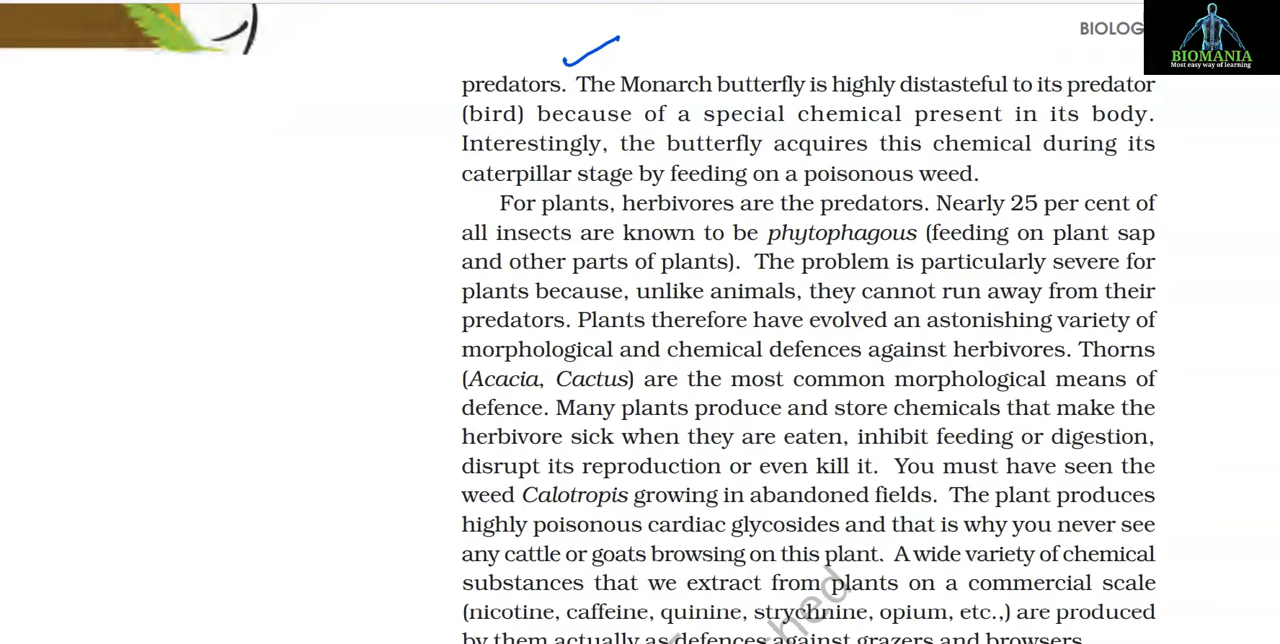 BIOLOG
BIOMANIA
Most easy way of learning
predators. The Monarch butterfly is highly distasteful to its predator
(bird) because of a special chemical present in its body.
Interestingly, the butterfly acquires this chemical during its
caterpillar stage by feeding on a poisonous weed.
For plants, herbivores are the predators. Nearly 25 per cent of
all insects are known to be phytophagous (feeding on plant sap
and other parts of plants). The problem is particularly severe for
plants because, unlike animals, they cannot run away from their
predators. Plants therefore have evolved an astonishing variety of
morphological and chemical defences against herbivores. Thorns
(Acacia, Cactus) are the most common morphological means of
defence. Many plants produce and store chemicals that make the
herbivore sick when they are eaten, inhibit feeding or digestion,
disrupt its reproduction or even kill it. You must have seen the
weed Calotropis growing in abandoned fields. The plant produces
highly poisonous cardiac glycosides and that is why you never see
any cattle or goats browsing on this plant. A wide variety of chemical
substances that we extract from plants on a commercial scale
(nicotine, caffeine, quinine, strychnine, opium, etc.,) are produced
by them actually as defences against grazers and browsers.